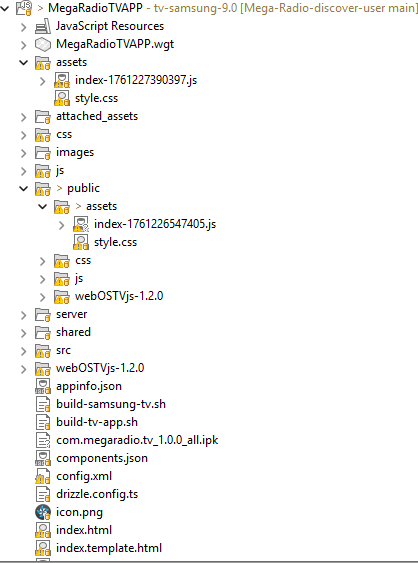 > MegaRadioTVAPP - tv-samsung-9.0 [Mega-Radio-discover-user main]
JavaScript Resources
MegaRadioTVAPP.wgt
assets
index-1761227390397.js
style.css
attached_assets
css
images
js
> public
> assets
index-1761226547405.js
style.css
css
js
webOSTVjs-1.2.0
server
shared
src
webOSTVjs-1.2.0
appinfo.json
build-samsung-tv.sh
build-tv-app.sh
com.megaradio.tv_1.0.0_all.ipk
components.json
config.xml
drizzle.config.ts
icon.png
index.html
index.template.html